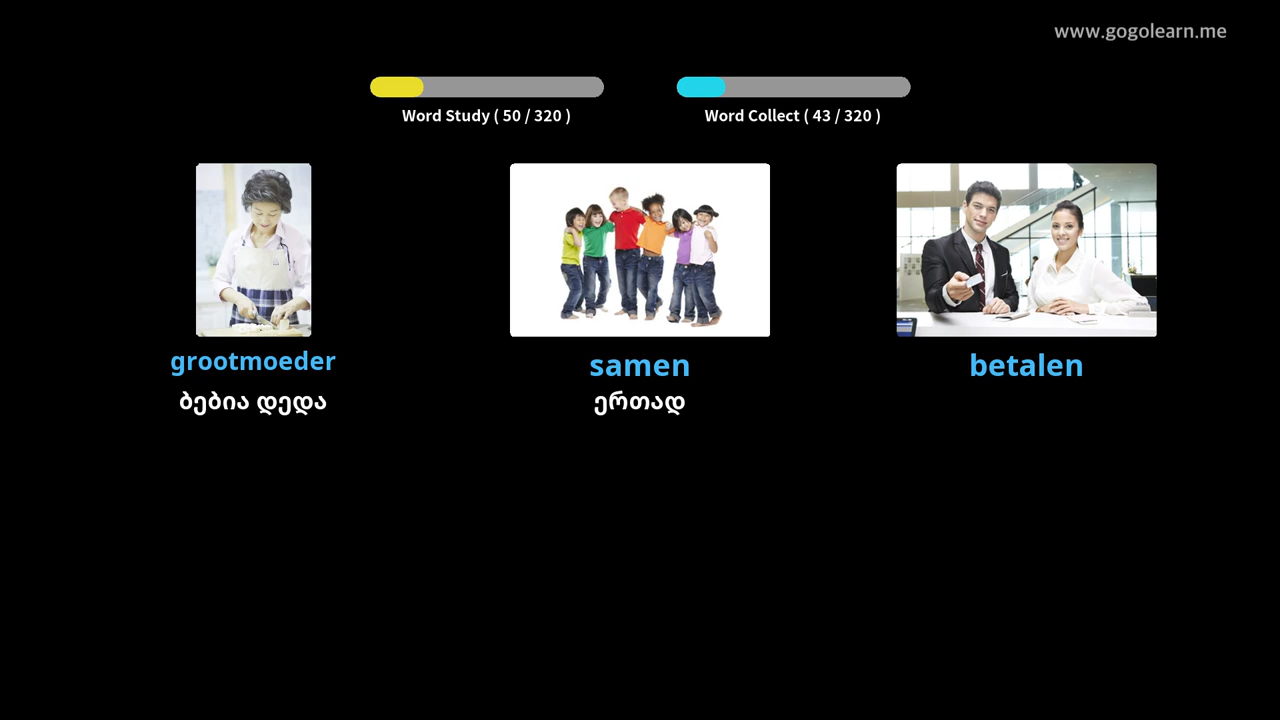 www.gogolearn.me
Word Study ( 50 / 320 )
Word Collect ( 43 / 320 )
grootmoeder
samen
betalen
ბებია დედა
ერთად